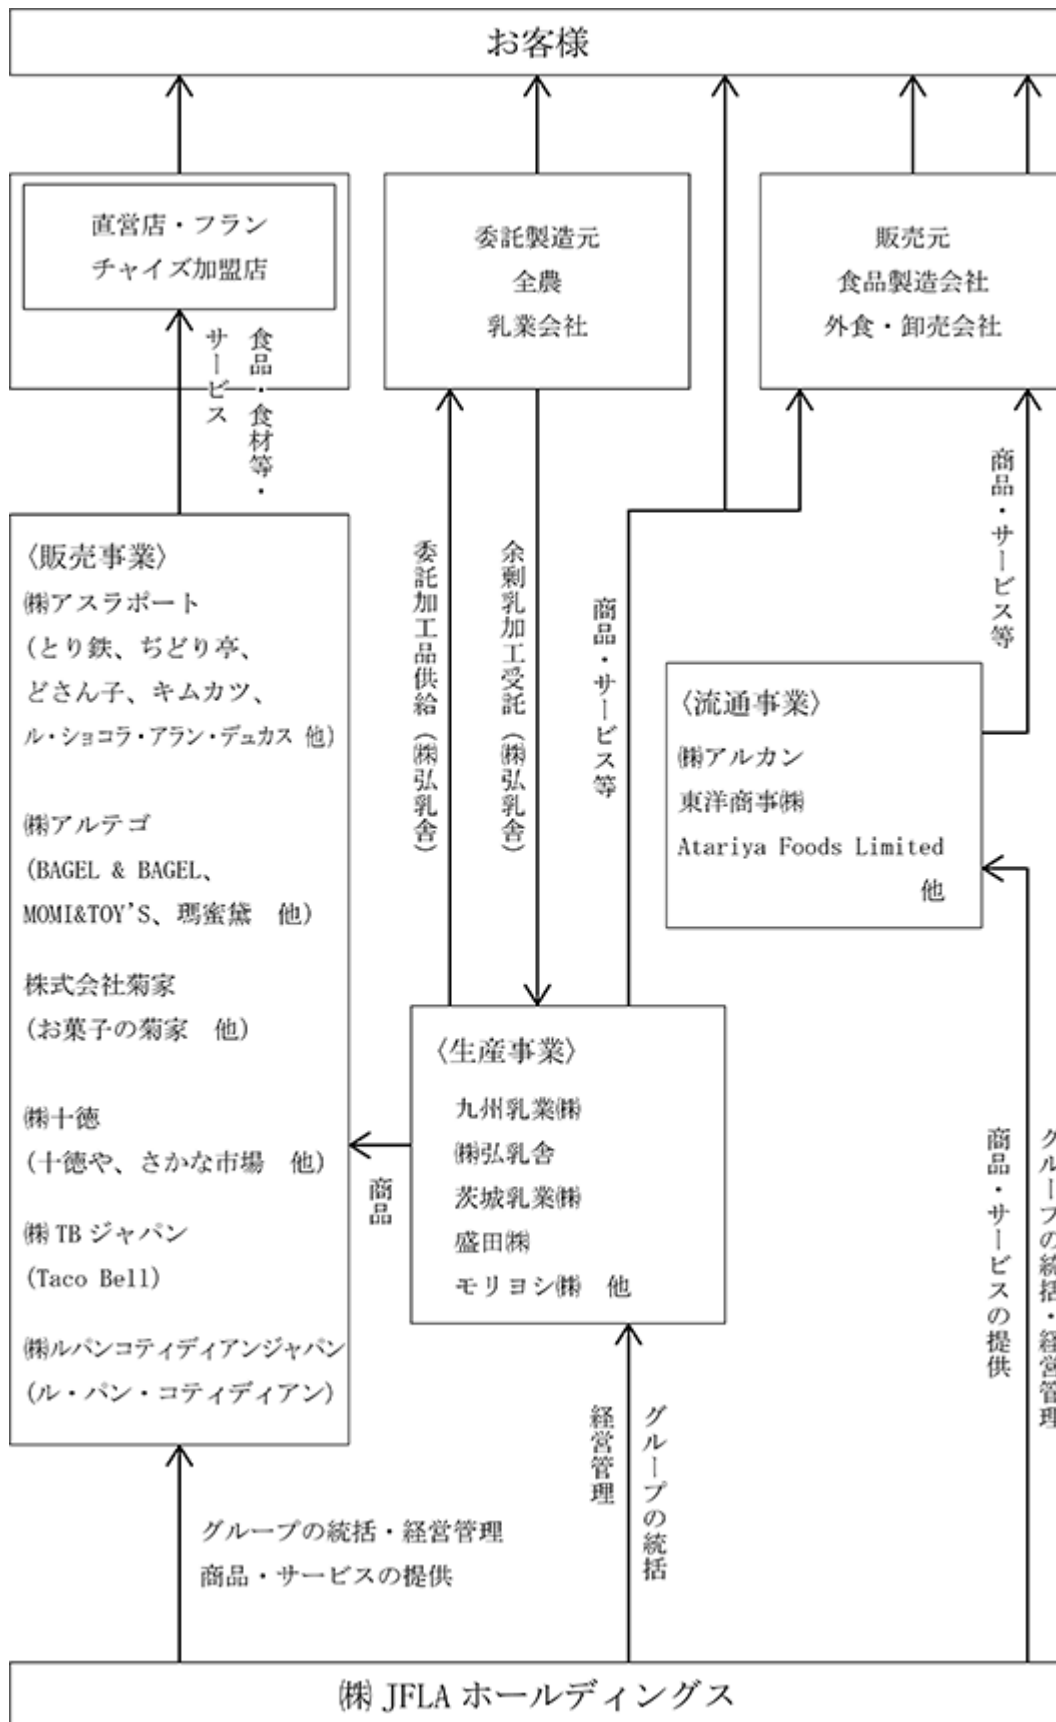 お客様
直営店・フラン
チャイズ加盟店
委託製造元
全農
乳業会社
販売元
食品製造会社
外食・卸売会社
食品・食材等・
サービス
〈販売事業〉
㈱アスラポート
(とり鉄、ぢどり亭、
どさん子、キムカツ、
ル・ショコラ・アラン・デュカス 他)
㈱アルテゴ
(BAGEL & BAGEL、
MOMI&TOY'S、瑪蜜黛　他)
株式会社菊家
(お菓子の菊家　他)
㈱十徳
(十徳や、さかな市場　他)
㈱TBジャパン
(Taco Bell)
㈱ルパンコティディアンジャパン
(ル・パン・コティディアン)
委託加工品供給(㈱弘乳舎)
余剰乳加工受託(㈱弘乳舎)
商品・サービス等
商品・サービス等
〈流通事業〉
㈱アルカン
東洋商事㈱
Atariya Foods Limited
他
〈生産事業〉
九州乳業㈱
㈱弘乳舎
茨城乳業㈱
盛田㈱
モリヨシ㈱　他
商品
グループの統括・経営管理
商品・サービスの提供
グループの統括
経営管理
グループの統括・経営管理
商品・サービスの提供
㈱JFLAホールディングス